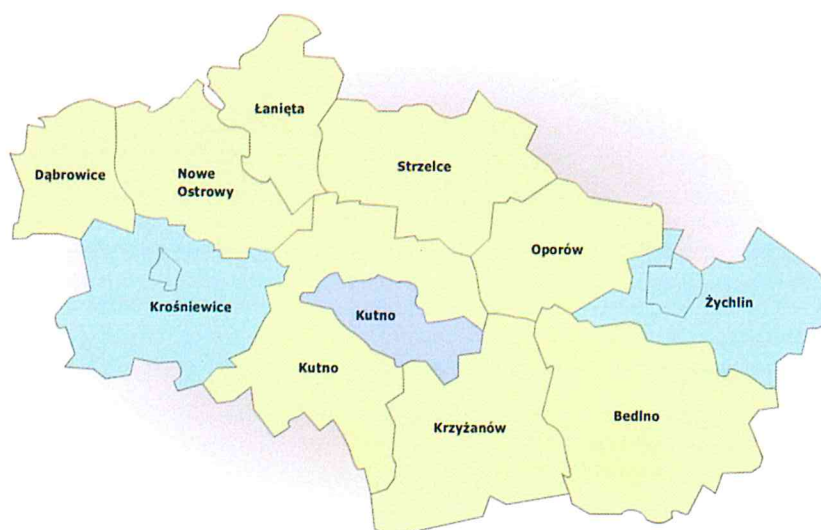 Łanięta
Dąbrowice
Nowe
Ostrowy
Strzelce
Oporów
Krośniewice
Kutno
Żychlin
Kutno
Krzyżanów
Bedlno